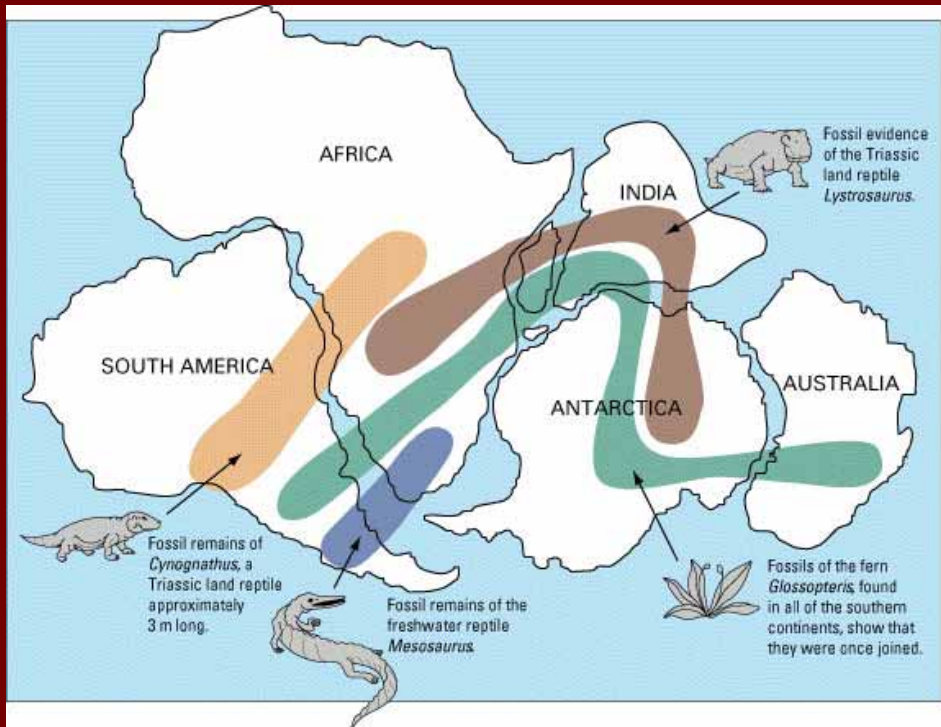 AFRICA
INDIA
Fossil evidence
of the Triassic
land reptile
Lystrosaurus.
SOUTH AMERICA
ANTARCTICA
AUSTRALIA
Fossil remains of
Cynognathus, a
Triassic land reptile
approximately
3 m long.
Fossil remains of the
freshwater reptile
Mesosaurus.
Fossils of the fern
Glossopteris, found
in all of the southern
continents, show that
they were once joined.